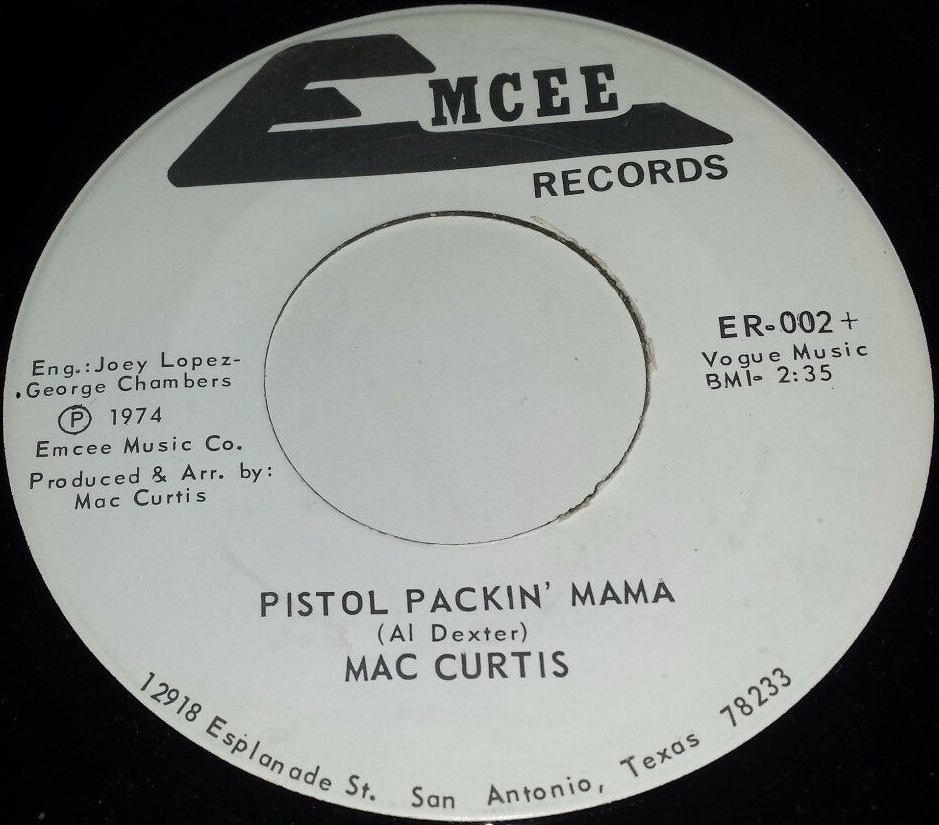 EMCEE
RECORDS
ER-002+
Vogue Music
BMI- 2:35
Eng.:Joey Lopez-
George Chambers
Ⓟ 1974
Emcee Music Co.
Produced & Arr. by:
Mac Curtis
PISTOL PACKIN' MAMA
(Al Dexter)
MAC CURTIS
12918 Esplanade St. San Antonio, Texas 78233